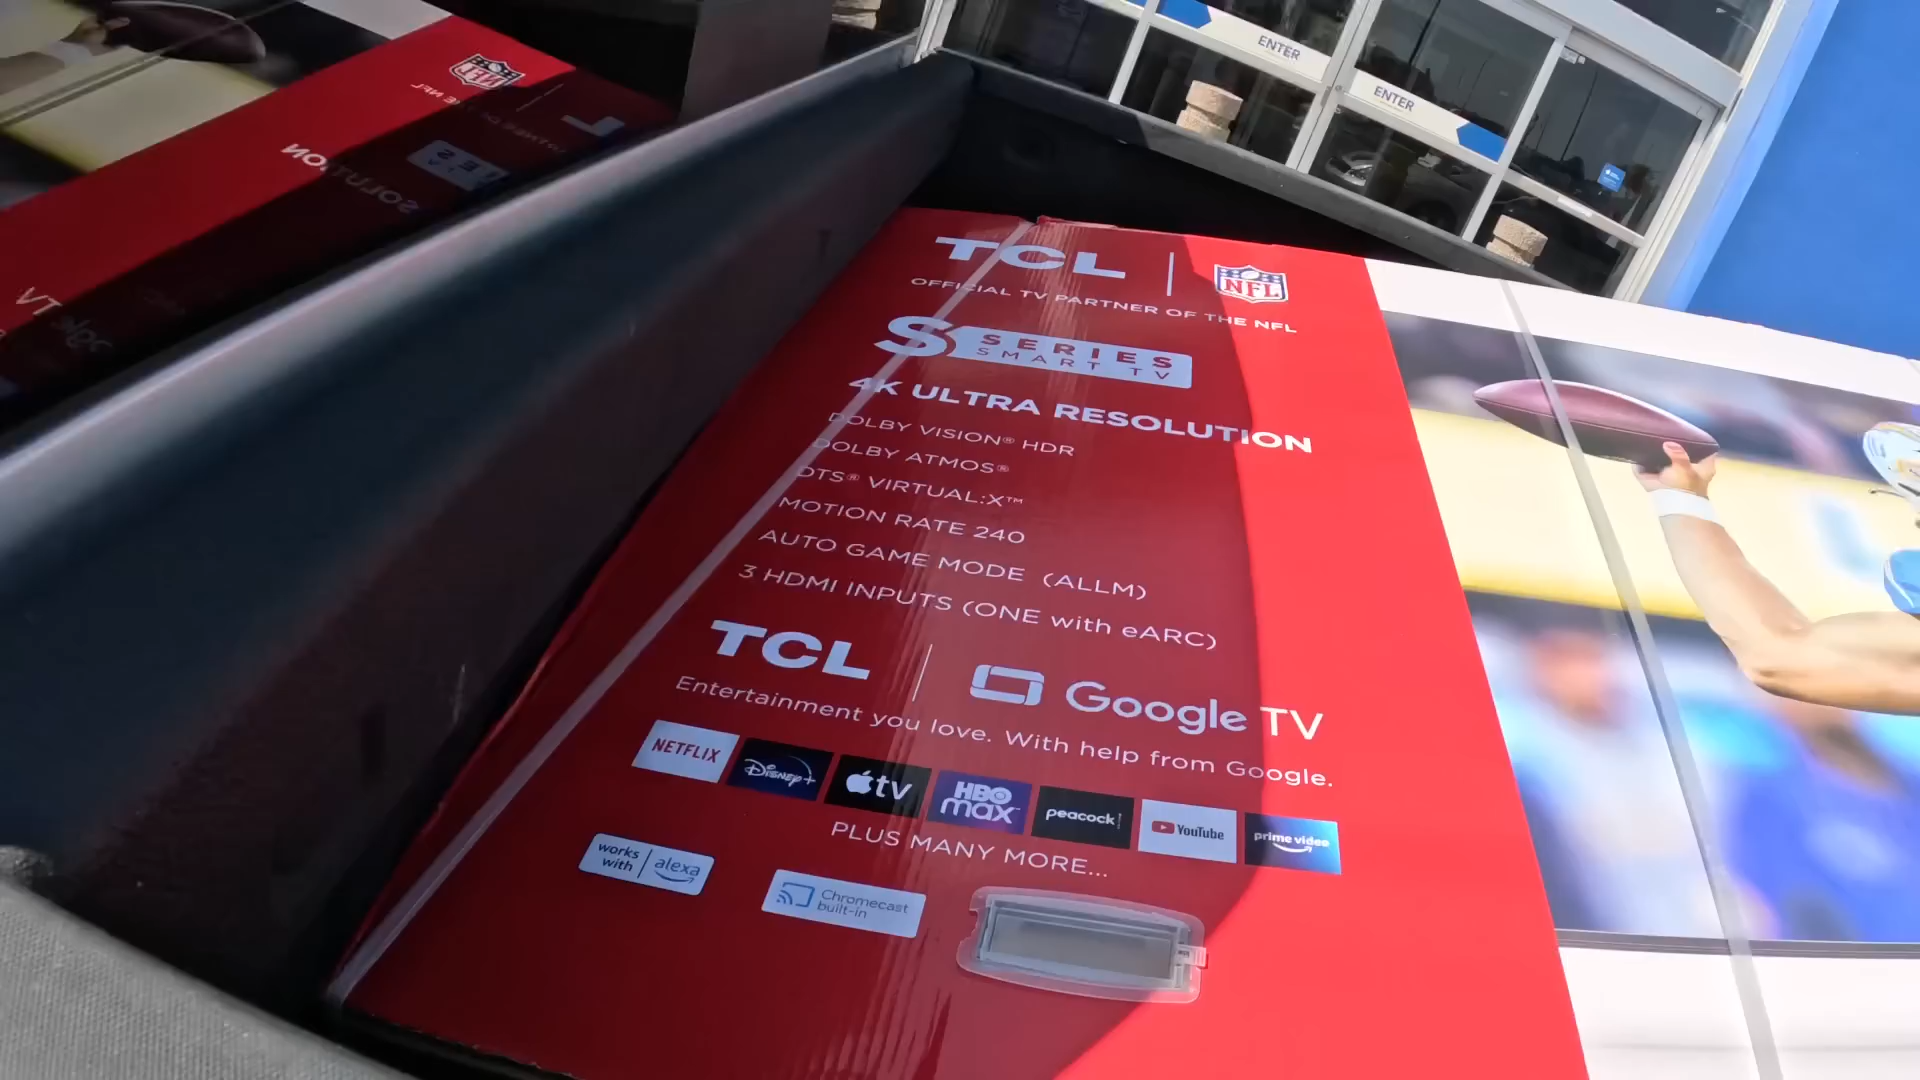 ENTER
ENTER
NFL
SOLUTION
TCL
NFL
OFFICIAL TV PARTNER OF THE NFL
S SERIES
SMART TV
4K ULTRA RESOLUTION
DOLBY VISION® HDR
DOLBY ATMOS®
DTS® VIRTUAL:X™
MOTION RATE 240
AUTO GAME MODE (ALLM)
3 HDMI INPUTS (ONE with eARC)
TCL
Google TV
Entertainment you love. With help from Google.
NETFLIX
Disney+
tv
HBO
max
peacock
YouTube
prime video
PLUS MANY MORE...
works
with
alexa
Chromecast
built-in